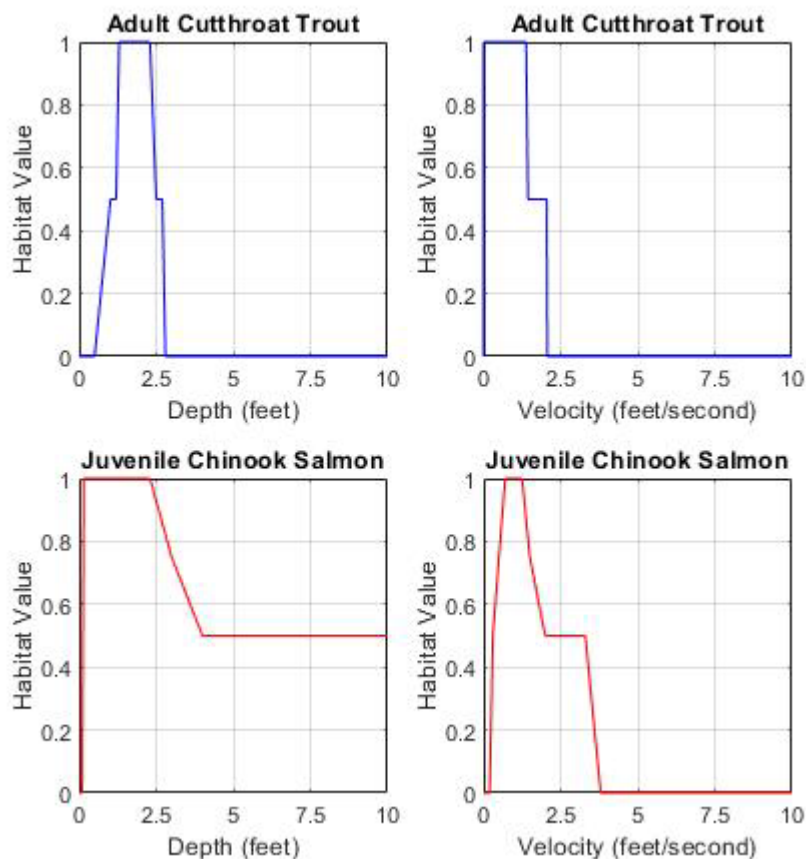 Adult Cutthroat Trout
1
0.8
0.6
0.4
0.2
0
Habitat Value
0 2.5 5 7.5 10
Depth (feet)
Adult Cutthroat Trout
1
0.8
0.6
0.4
0.2
0
Habitat Value
0 2.5 5 7.5 10
Velocity (feet/second)
Juvenile Chinook Salmon
1
0.8
0.6
0.4
0.2
0
Habitat Value
0 2.5 5 7.5 10
Depth (feet)
Juvenile Chinook Salmon
1
0.8
0.6
0.4
0.2
0
Habitat Value
0 2.5 5 7.5 10
Velocity (feet/second)